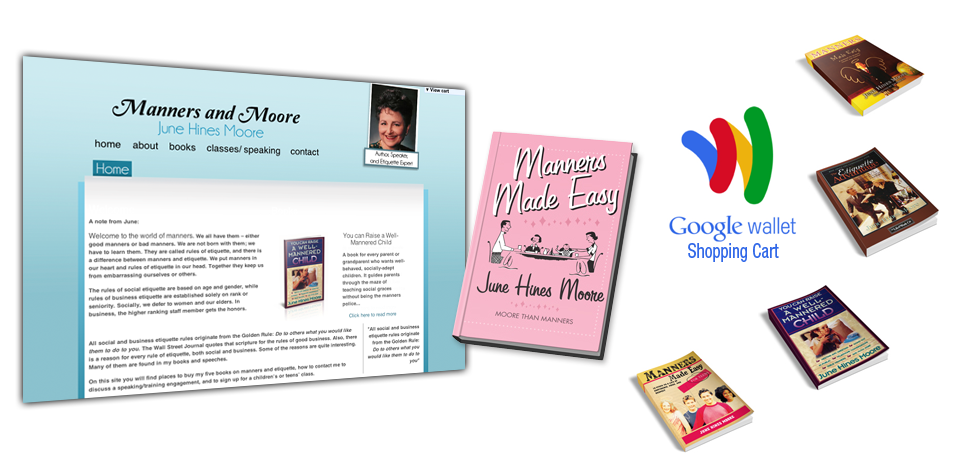 ▾ View cart
Manners and Moore
June Hines Moore
home about books classes/ speaking contact
Author, Speaker,
and Etiquette Expert
Home
A note from June:
Welcome to the world of manners. We all have them – either
good manners or bad manners. We are not born with them; we
have to learn them. They are called rules of etiquette, and there is
a difference between manners and etiquette. We put manners in
our heart and rules of etiquette in our head. Together they keep us
from embarrassing ourselves or others.
The rules of social etiquette are based on age and gender, while
rules of business etiquette are established solely on rank or
seniority. Socially, we defer to women and our elders. In
business, the higher ranking staff member gets the honors.
YOU CAN RAISE
A WELL-
MANNERED
CHILD
June Hines Moore
You can Raise a Well-
Mannered Child
A book for every parent or
grandparent who wants well-
behaved, socially-adept
children. It guides parents
through the maze of
teaching social graces
without being the manners
police...
Click here to read more
All social and business etiquette rules originate from the Golden Rule: Do to others what you would like
them to do to you. The Wall Street Journal quotes that scripture for the rules of good business. Also, there
is a reason for every rule of etiquette, both social and business. Some of the reasons are quite interesting.
Many of them are found in my books and speeches.
On this site you will find places to buy my five books on manners and etiquette, how to contact me to
discuss a speaking/training engagement, and to sign up for a children's or teens' class.
"All social and business
etiquette rules originate
from the Golden Rule:
Do to others what you
would like them to do to
you"
Manners
Made Easy
June Hines Moore
MOORE THAN MANNERS
Google wallet
Shopping Cart
MANNERS
Made Easy
June Hines Moore
Etiquette
YOU CAN RAISE
A WELL-
MANNERED
CHILD
June Hines Moore
MANNERS
Made Easy
JUNE HINES MOORE